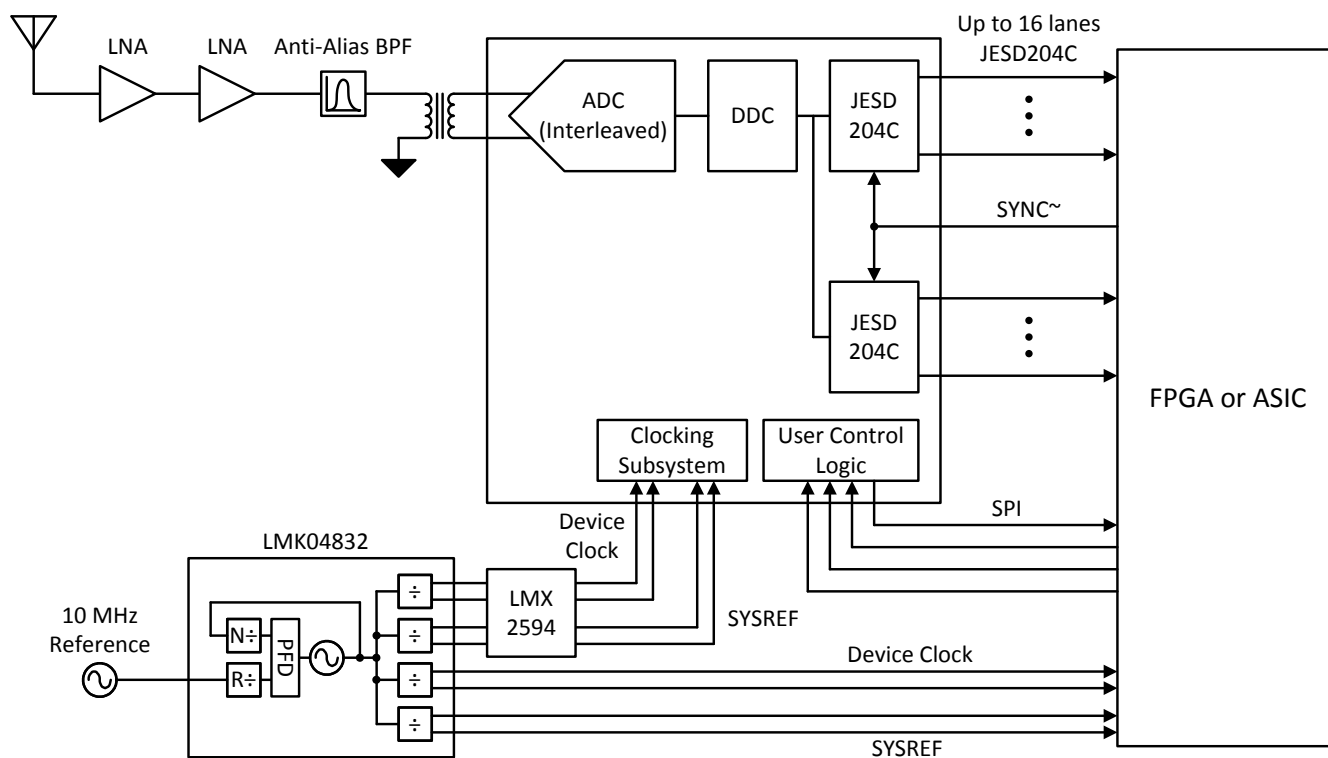 LNA
LNA
Anti-Alias BPF
Up to 16 lanes
JESD204C
ADC
(Interleaved)
DDC
JESD
204C
SYNC~
JESD
204C
FPGA or ASIC
Clocking
Subsystem
User Control
Logic
SPI
Device
Clock
LMK04832
10 MHz
Reference
N÷
R÷
PFD
÷
÷
÷
÷
LMX
2594
SYSREF
Device Clock
SYSREF